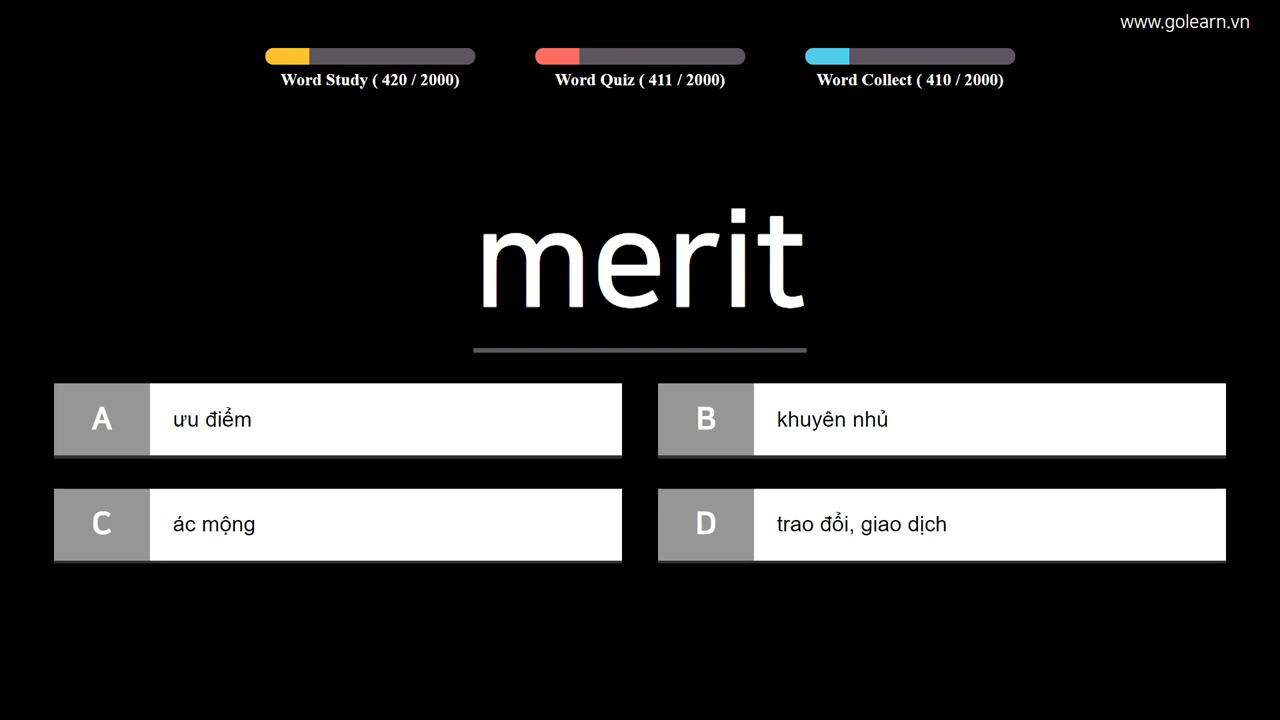 www.golearn.vn
Word Study ( 420 / 2000)
Word Quiz ( 411 / 2000)
Word Collect ( 410 / 2000)
merit
A ưu điểm
B khuyên nhủ
C ác mộng
D trao đổi, giao dịch